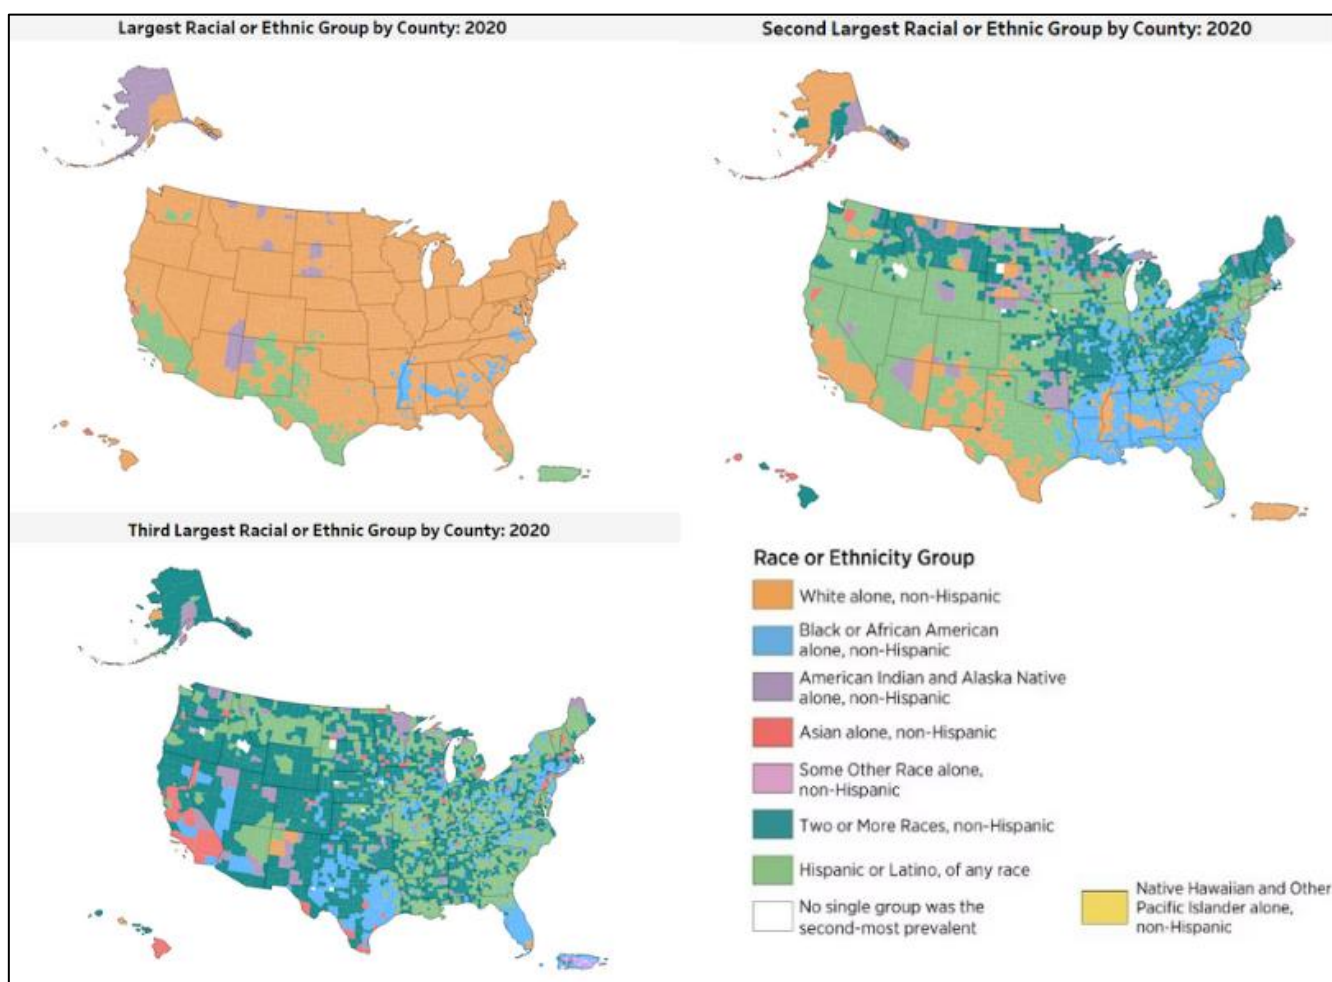 Largest Racial or Ethnic Group by County: 2020
Second Largest Racial or Ethnic Group by County: 2020
Third Largest Racial or Ethnic Group by County: 2020
Race or Ethnicity Group
White alone, non-Hispanic
Black or African American
alone, non-Hispanic
American Indian and Alaska Native
alone, non-Hispanic
Asian alone, non-Hispanic
Some Other Race alone,
non-Hispanic
Two or More Races, non-Hispanic
Hispanic or Latino, of any race
No single group was the
second-most prevalent
Native Hawaiian and Other
Pacific Islander alone,
non-Hispanic